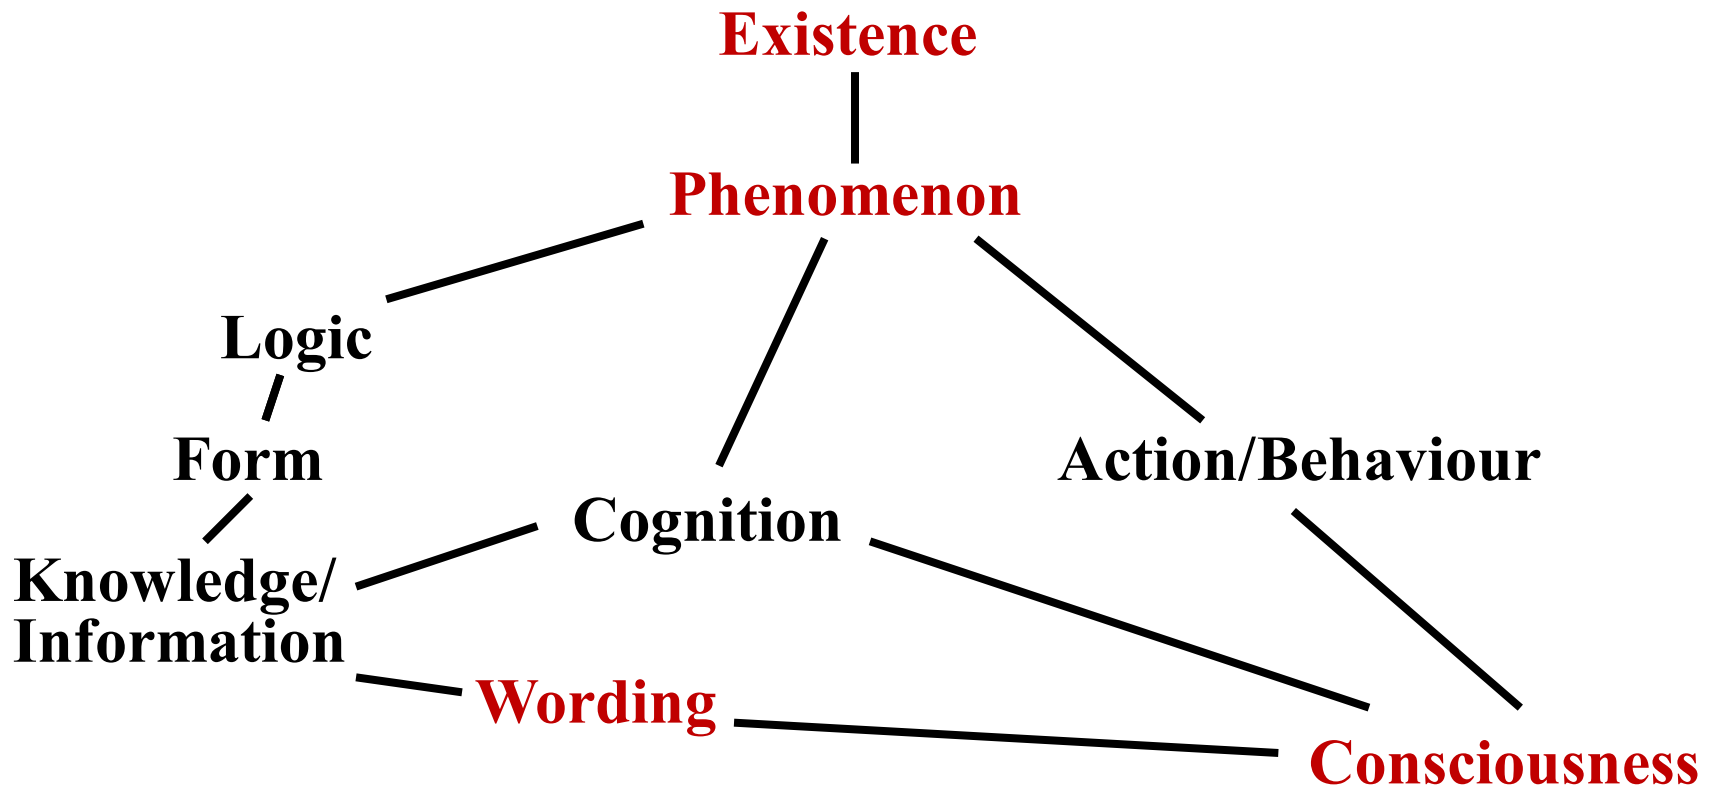 Existence
Phenomenon
Logic
Form
Action/Behaviour
Cognition
Knowledge/
Information
Wording
Consciousness